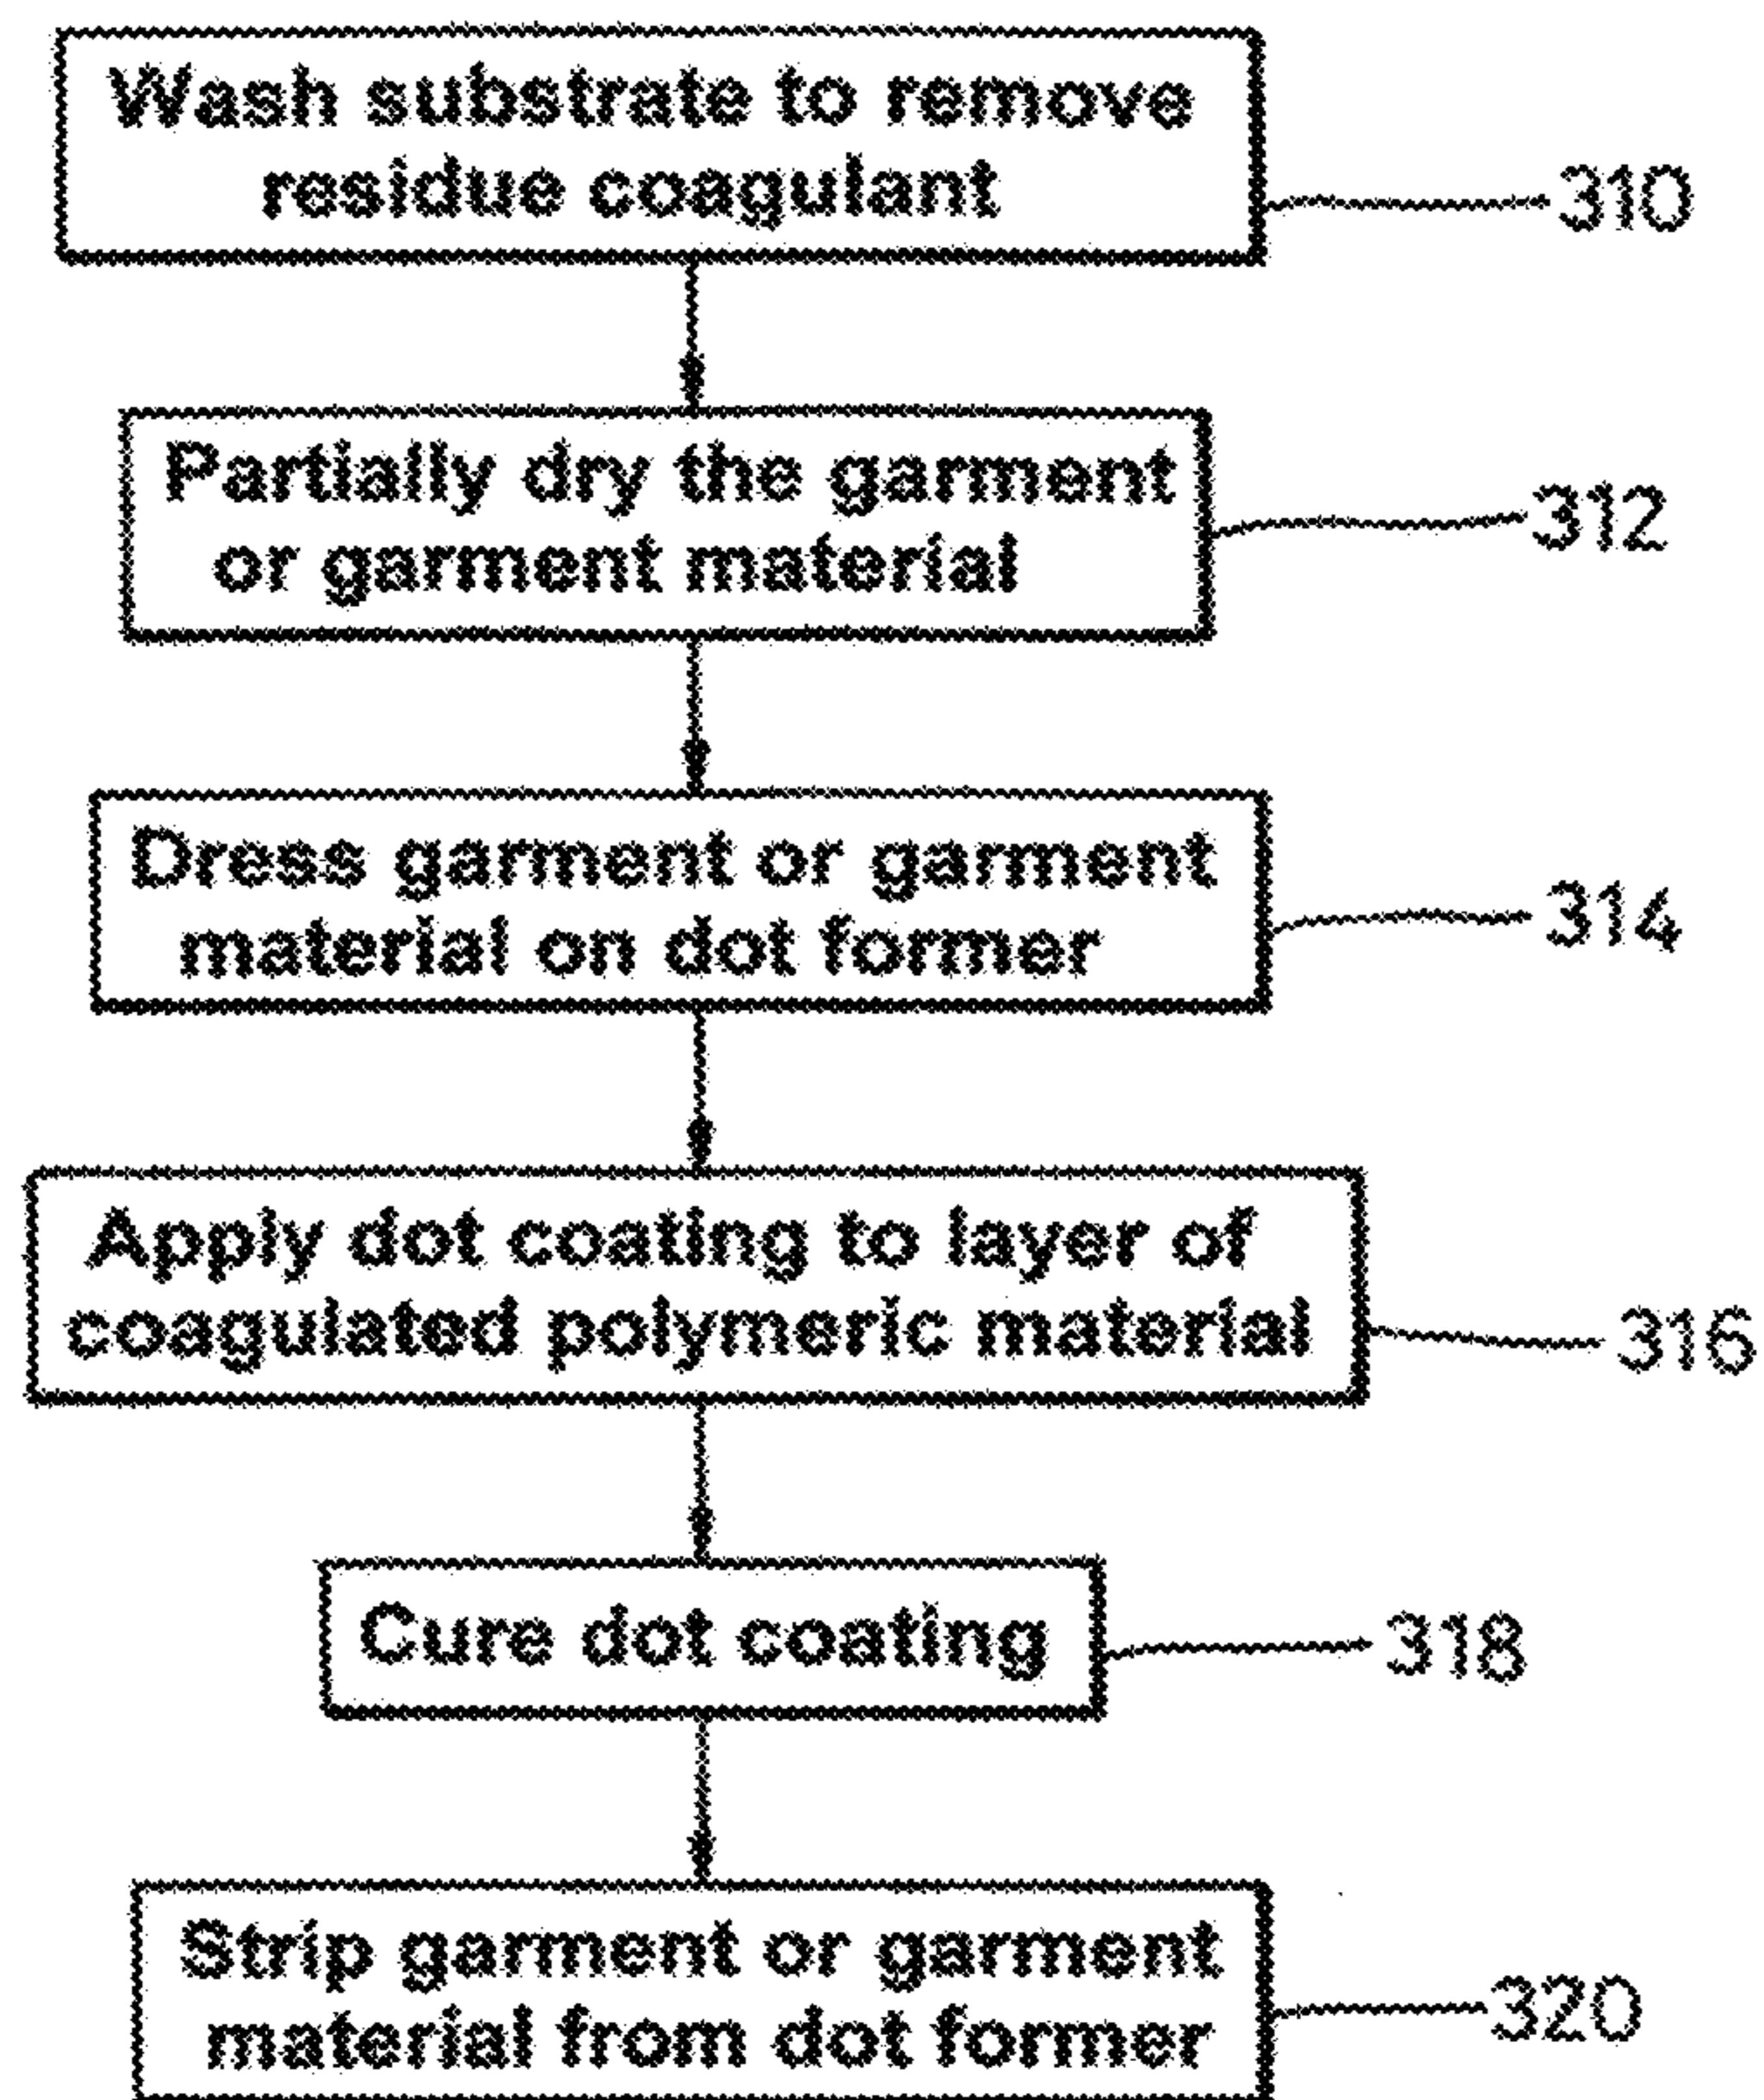 Wash substrate to remove
residue coagulant
310
Partially dry the garment
or garment material
312
Dress garment or garment
material on dot former
314
Apply dot coating to layer of
coagulated polymeric material
316
Cure dot coating
318
Strip garment or garment
material from dot former
320